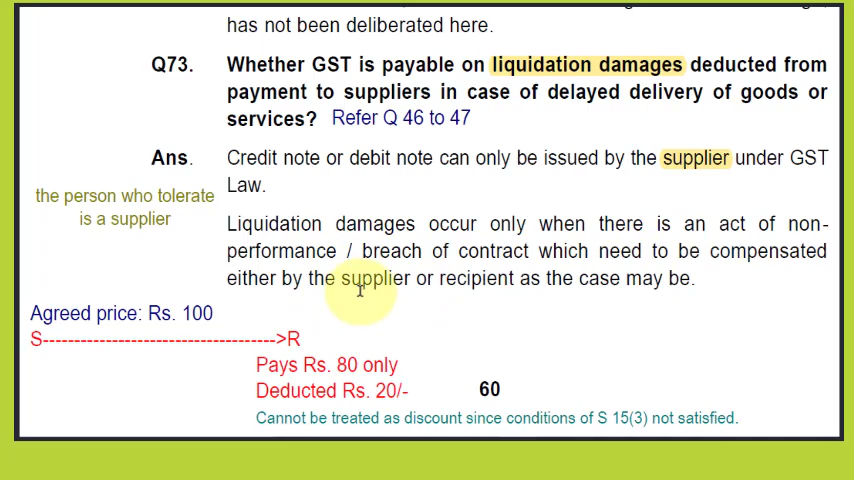 has not been deliberated here.
Q73. Whether GST is payable on liquidation damages deducted from
payment to suppliers in case of delayed delivery of goods or
services? Refer Q 46 to 47
Ans. Credit note or debit note can only be issued by the supplier under GST
Law.
the person who tolerate
is a supplier
Liquidation damages occur only when there is an act of non-
performance / breach of contract which need to be compensated
either by the supplier or recipient as the case may be.
Agreed price: Rs. 100
S-------------------------------------->R
Pays Rs. 80 only
Deducted Rs. 20/-
60
Cannot be treated as discount since conditions of S 15(3) not satisfied.